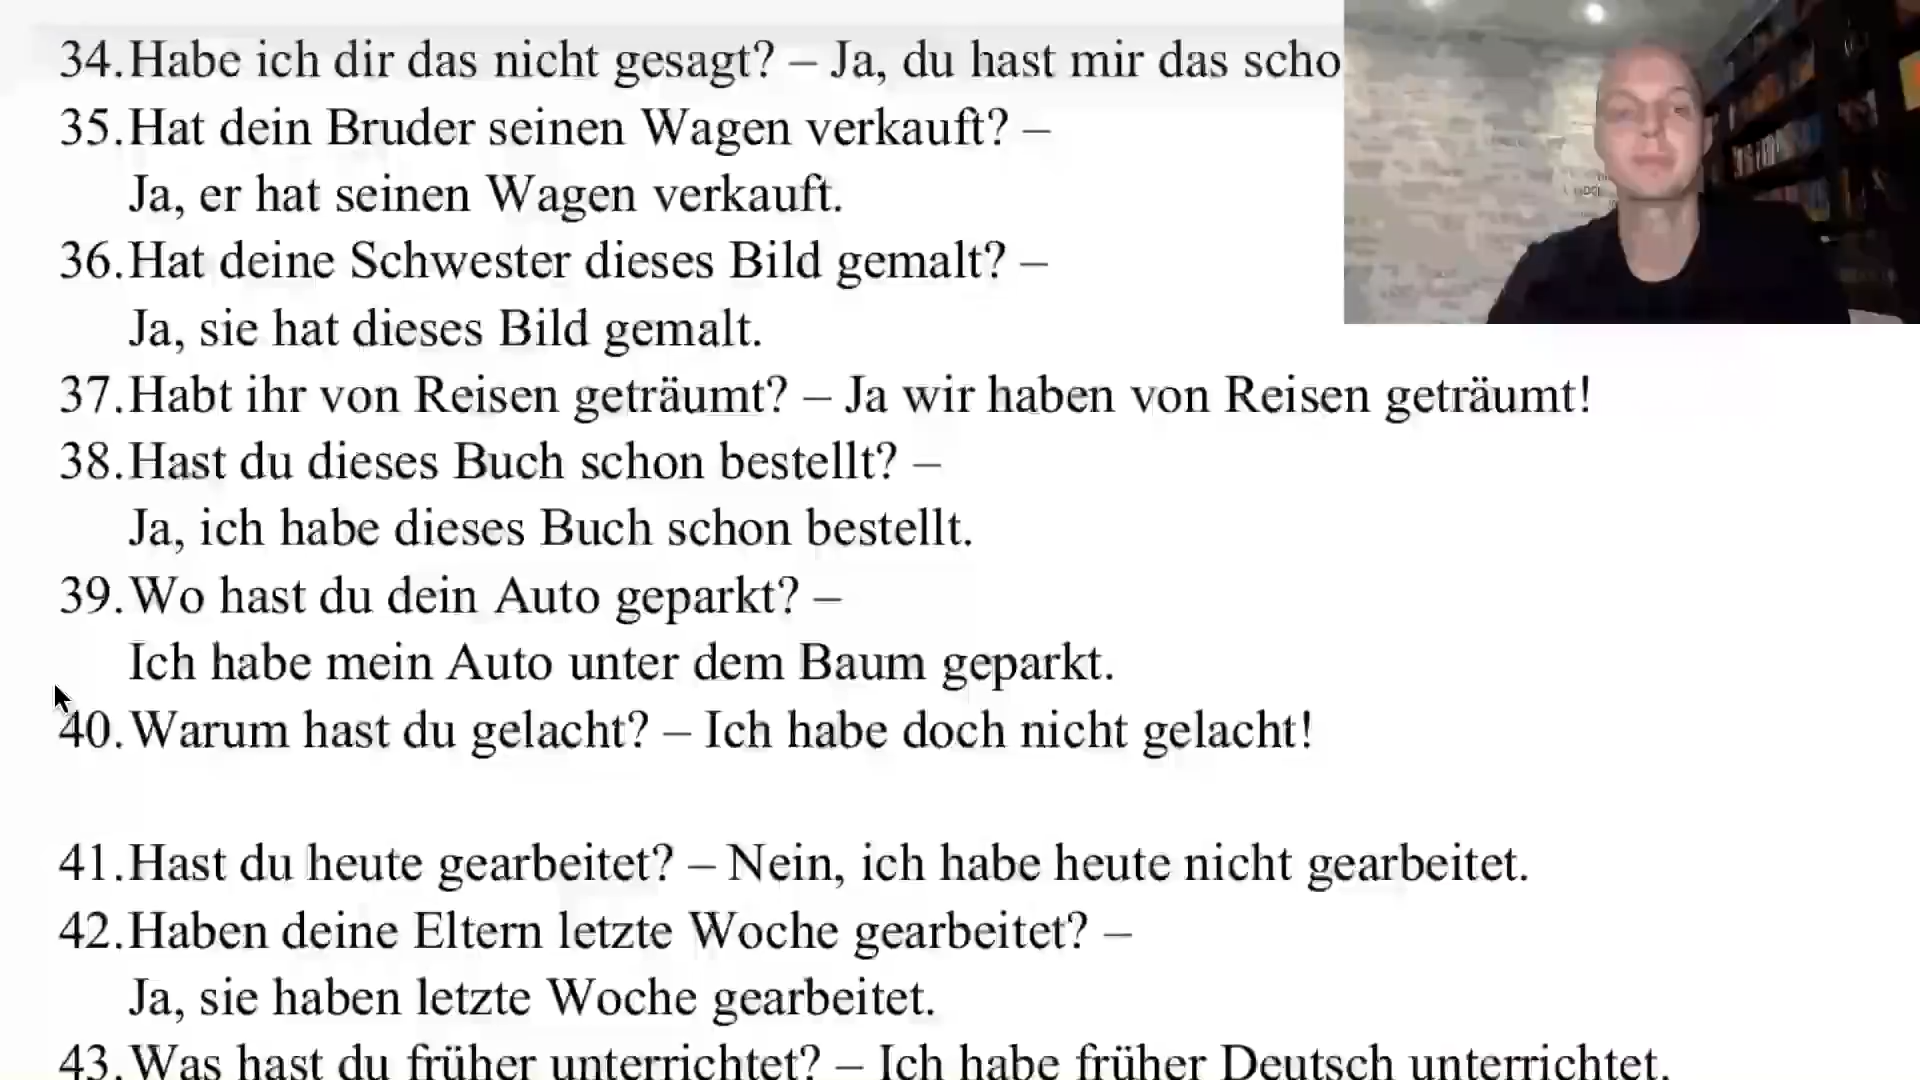 34. Habe ich dir das nicht gesagt? – Ja, du hast mir das scho
35. Hat dein Bruder seinen Wagen verkauft? –
Ja, er hat seinen Wagen verkauft.
36. Hat deine Schwester dieses Bild gemalt? –
Ja, sie hat dieses Bild gemalt.
37. Habt ihr von Reisen geträumt? – Ja wir haben von Reisen geträumt!
38. Hast du dieses Buch schon bestellt? –
Ja, ich habe dieses Buch schon bestellt.
39. Wo hast du dein Auto geparkt? –
Ich habe mein Auto unter dem Baum geparkt.
40. Warum hast du gelacht? – Ich habe doch nicht gelacht!
41. Hast du heute gearbeitet? – Nein, ich habe heute nicht gearbeitet.
42. Haben deine Eltern letzte Woche gearbeitet? –
Ja, sie haben letzte Woche gearbeitet.
43. Was hast du früher unterrichtet? – Ich habe früher Deutsch unterrichtet.